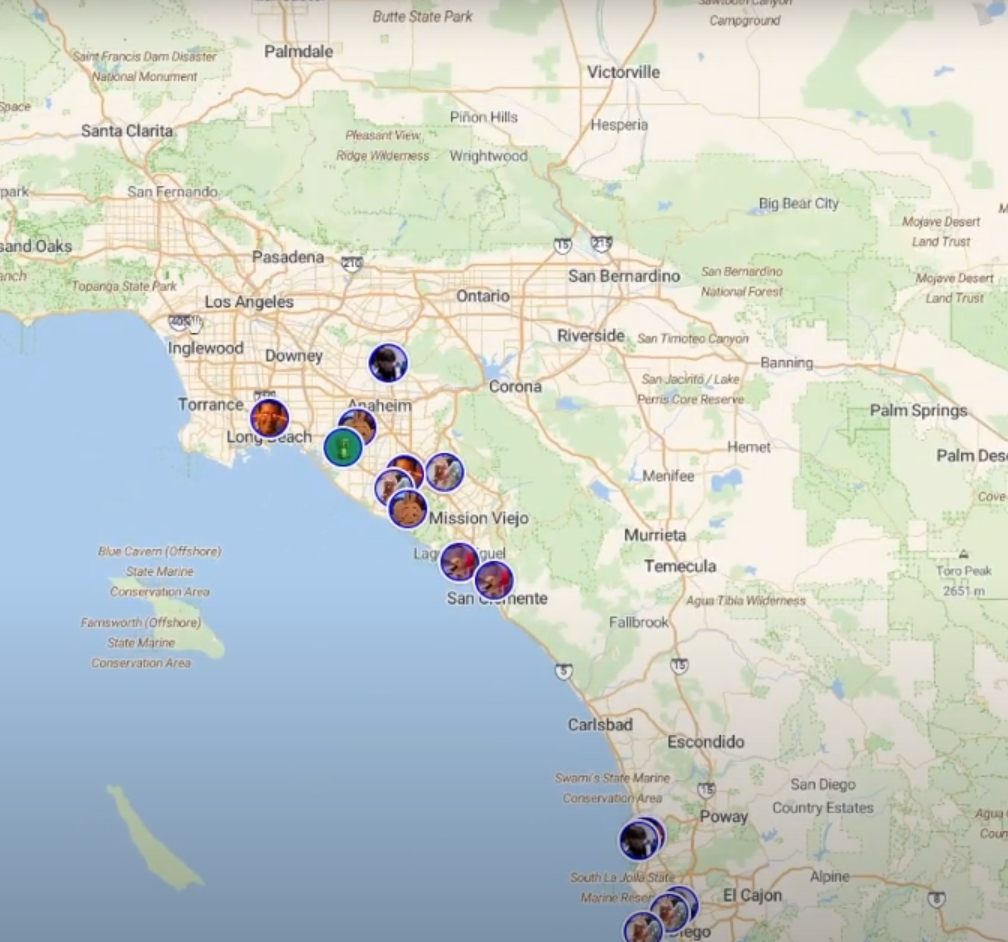 Butte State Park
Campground
Saint Francis Dam Disaster
National Monument
Palmdale
Victorville
Space
Piñon Hills
Hesperia
Santa Clarita
Pleasant View
Ridge Wilderness
Wrightwood
park
San Fernando
Big Bear City
Mojave Desert
Land Trust
sand Oaks
Pasadena
210
15
215
San Bernardino
San Bernardino
National Forest
Mojave Desert
Land Trust
anch
Topanga State Park
Los Angeles
Ontario
405
Inglewood
Downey
Riverside
San Timoteo Canyon
Banning
Corona
San Jacinto / Lake
Perris Core Reserve
Torrance
Anaheim
Palm Springs
Long Beach
Hemet
Palm Des
Menifee
Cove
Mission Viejo
Murrieta
Blue Cavern (Offshore)
State Marine
Conservation Area
Lag guel
Temecula
Toro Peak
2651 m
San Clemente
Agua Tibia Wilderness
Farnsworth (Offshore)
State Marine
Conservation Area
Fallbrook
5
15
Carlsbad
Escondido
Swami's State Marine
Conservation Area
15
San Diego
Country Estates
Poway
Agua
Coun
South La Jolla State
Marine Reser
Alpine
El Cajon
8
Diego